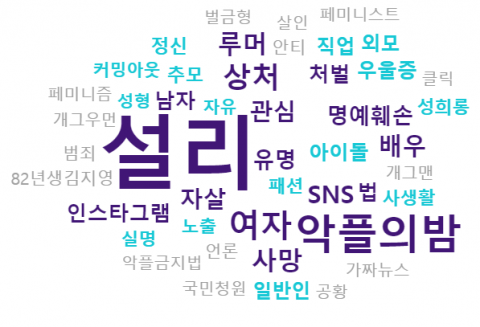 벌금형 살인 페미니스트
정신 루머 안티 직업 외모
커밍아웃 추모 상처 처벌 우울증 클릭
페미니즘 성형 남자 자유 관심 명예훼손 성희롱
개그우먼 설리 아이돌 배우
범죄 유명 개그맨
82년생김지영 자살 패션 SNS 법 사생활
인스타그램 노출 여자 악플의밤
실명 언론 사망
악플금지법 가짜뉴스
국민청원 일반인 공황